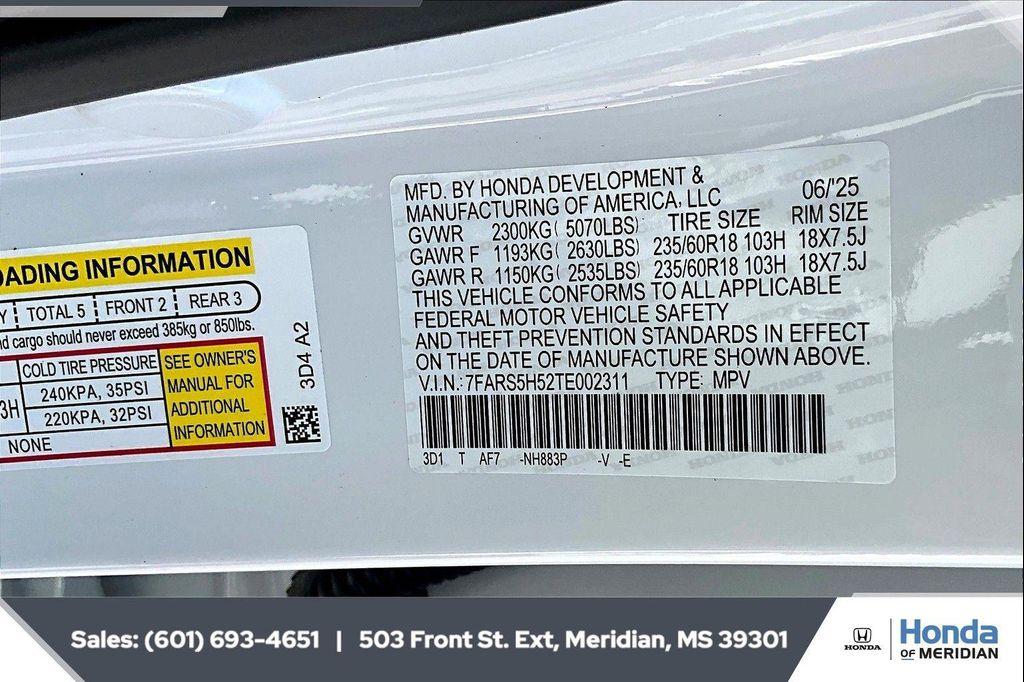 OADING INFORMATION
Y TOTAL 5 FRONT 2 REAR 3
nd cargo should never exceed 385kg or 850lbs.
COLD TIRE PRESSURE
3H 240KPA, 35PSI
220KPA, 32PSI
NONE
SEE OWNER'S
MANUAL FOR
ADDITIONAL
INFORMATION
3D4 A2
MFD. BY HONDA DEVELOPMENT &
MANUFACTURING OF AMERICA, LLC 06/'25
GVWR 2300KG( 5070LBS) TIRE SIZE RIM SIZE
GAWR F 1193KG( 2630LBS) 235/60R18 103H 18X7.5J
GAWR R 1150KG( 2535LBS) 235/60R18 103H 18X7.5J
THIS VEHICLE CONFORMS TO ALL APPLICABLE
FEDERAL MOTOR VEHICLE SAFETY
AND THEFT PREVENTION STANDARDS IN EFFECT
ON THE DATE OF MANUFACTURE SHOWN ABOVE.
V.I.N.:7FARS5H52TE002311 TYPE: MPV
3D1 T AF7 -NH883P -V -E
Sales: (601) 693-4651 | 503 Front St. Ext, Meridian, MS 39301
HONDA
Honda
OF MERIDIAN